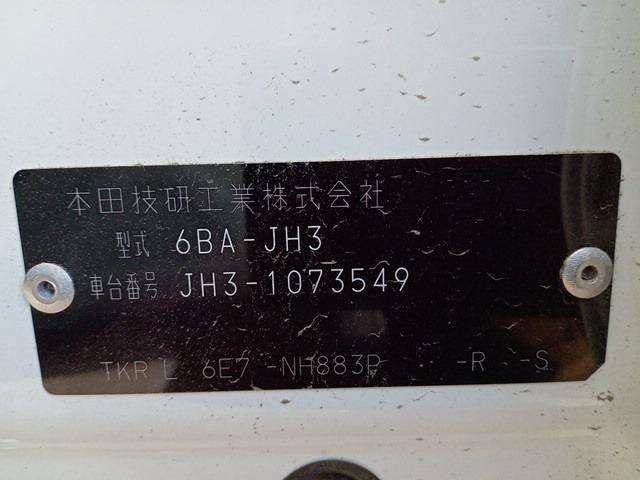 本田技研工業株式会社
型式 6BA-JH3
車台番号 JH3-1073549
TKR L 6E7 -NH883P -R -S